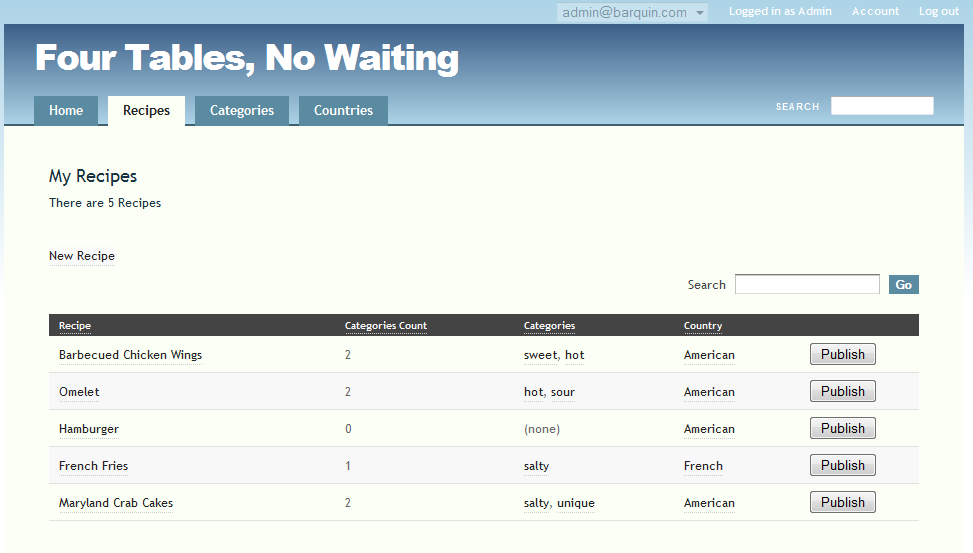 admin@barquin.com Logged in as Admin Account Log out
Four Tables, No Waiting
Home Recipes Categories Countries SEARCH
My Recipes
There are 5 Recipes
New Recipe
Search Go
Recipe Categories Count Categories Country
Barbecued Chicken Wings 2 sweet, hot American Publish
Omelet 2 hot, sour American Publish
Hamburger 0 (none) American Publish
French Fries 1 salty French Publish
Maryland Crab Cakes 2 salty, unique American Publish